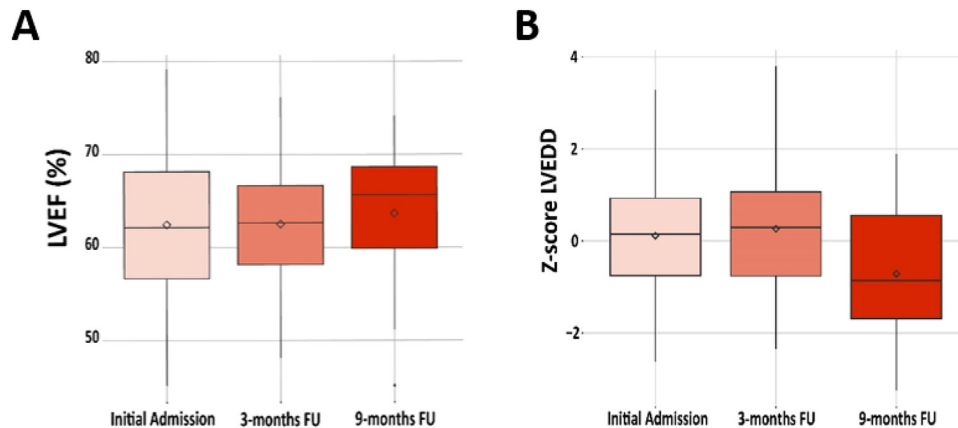 A
B
LVEF (%)
80
70
60
50
Initial Admission 3-months FU 9-months FU
Z-score LVEDD
4
2
0
−2
Initial Admission 3-months FU 9-months FU